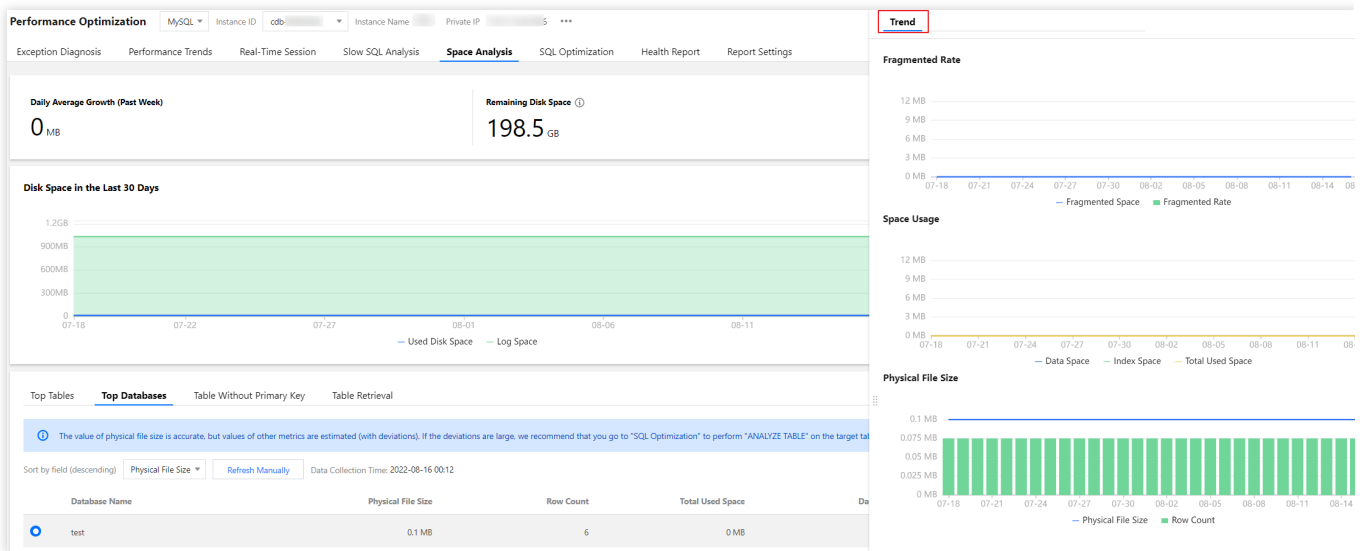 Performance Optimization MySQL Instance ID cdb- Instance Name Private IP
Exception Diagnosis Performance Trends Real-Time Session Slow SQL Analysis Space Analysis SQL Optimization Health Report Report Settings
Daily Average Growth (Past Week) Remaining Disk Space
0 MB 198.5 GB
Disk Space in the Last 30 Days
1.2GB
900MB
600MB
300MB
0
07-18 07-22 07-27 08-01 08-06 08-11
Used Disk Space Log Space
Top Tables Top Databases Table Without Primary Key Table Retrieval
The value of physical file size is accurate, but values of other metrics are estimated (with deviations). If the deviations are large, we recommend that you go to "SQL Optimization" to perform "ANALYZE TABLE" on the target tab
Sort by field (descending) Physical File Size Refresh Manually Data Collection Time: 2022-08-16 00:12
Database Name Physical File Size Row Count Total Used Space Da
test 0.1 MB 6 0 MB
Trend
Fragmented Rate
12 MB
9 MB
6 MB
3 MB
0 MB
07-18 07-21 07-24 07-27 07-30 08-02 08-05 08-08 08-11 08-14 08
Fragmented Space Fragmented Rate
Space Usage
12 MB
9 MB
6 MB
3 MB
0 MB
07-18 07-21 07-24 07-27 07-30 08-02 08-05 08-08 08-11 08-
Data Space Index Space Total Used Space
Physical File Size
0.1 MB
0.075 MB
0.05 MB
0.025 MB
0 MB
07-18 07-21 07-24 07-27 07-30 08-02 08-05 08-08 08-11 08-14
Physical File Size Row Count